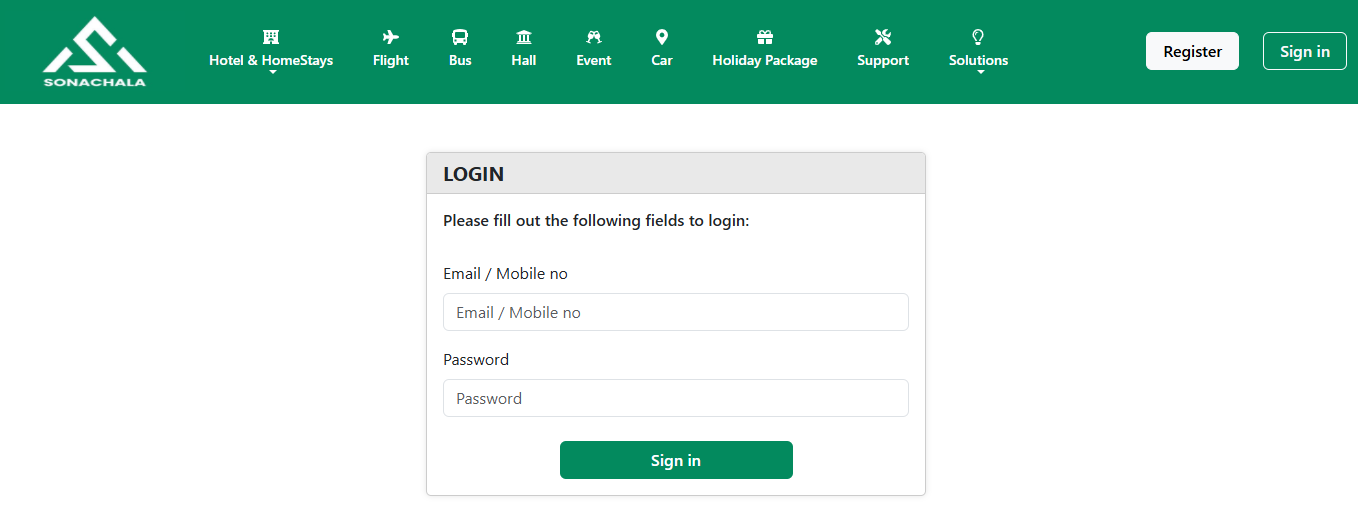 SONACHALA
Hotel & HomeStays
Flight
Bus
Hall
Event
Car
Holiday Package
Support
Solutions
Register
Sign in
LOGIN
Please fill out the following fields to login:
Email / Mobile no
Email / Mobile no
Password
Password
Sign in